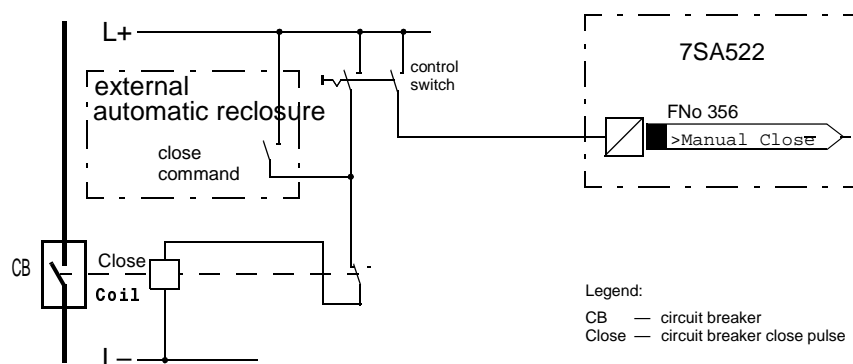 L+
control
switch
7SA522
external
automatic reclosure
FNo 356
>Manual Close
close
command
CB
Close
Coil
Legend:
CB — circuit breaker
Close — circuit breaker close pulse
L–